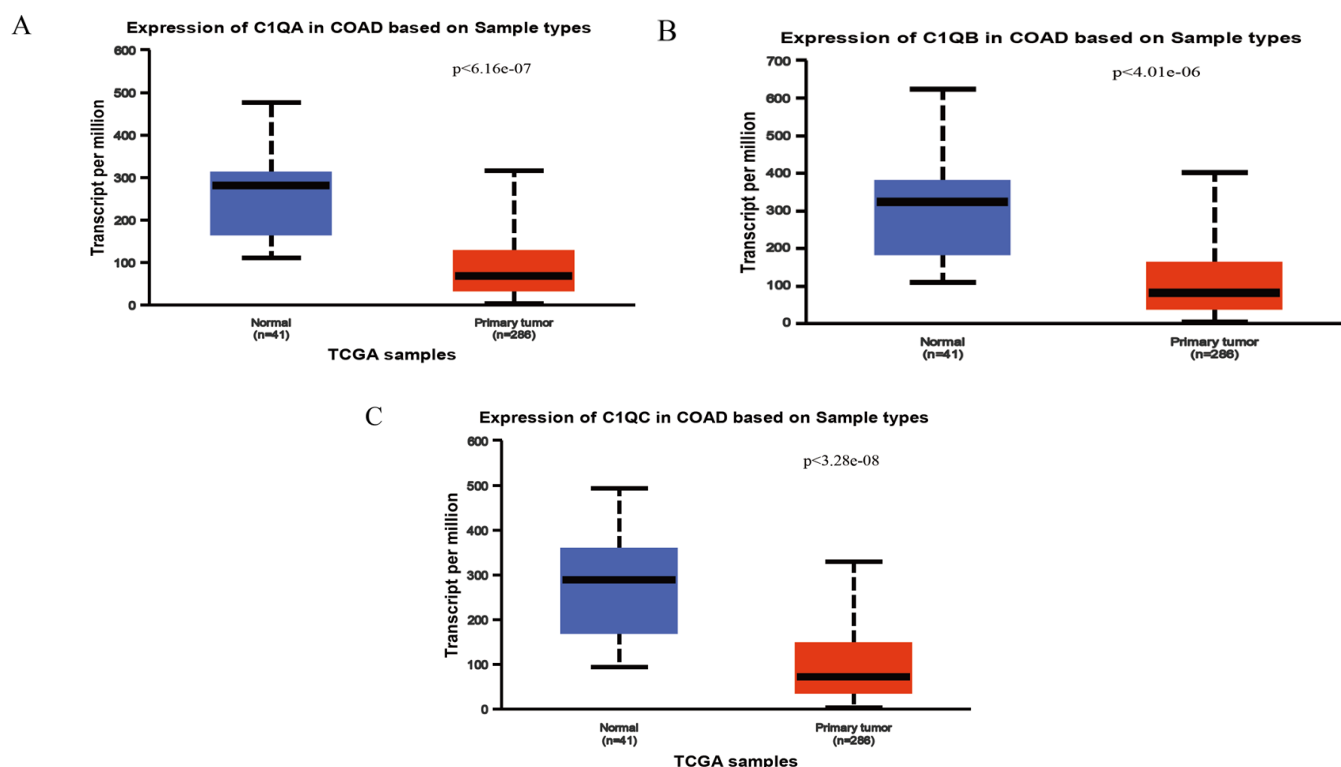 A
Expression of C1QA in COAD based on Sample types
p<6.16e-07
Transcript per million
600
500
400
300
200
100
0
Normal
(n=41)
Primary tumor
(n=286)
TCGA samples
B
Expression of C1QB in COAD based on Sample types
p<4.01e-06
Transcript per million
700
600
500
400
300
200
100
0
Normal
(n=41)
Primary tumor
(n=286)
C
Expression of C1QC in COAD based on Sample types
p<3.28e-08
Transcript per million
600
500
400
300
200
100
0
Normal
(n=41)
Primary tumor
(n=286)
TCGA samples